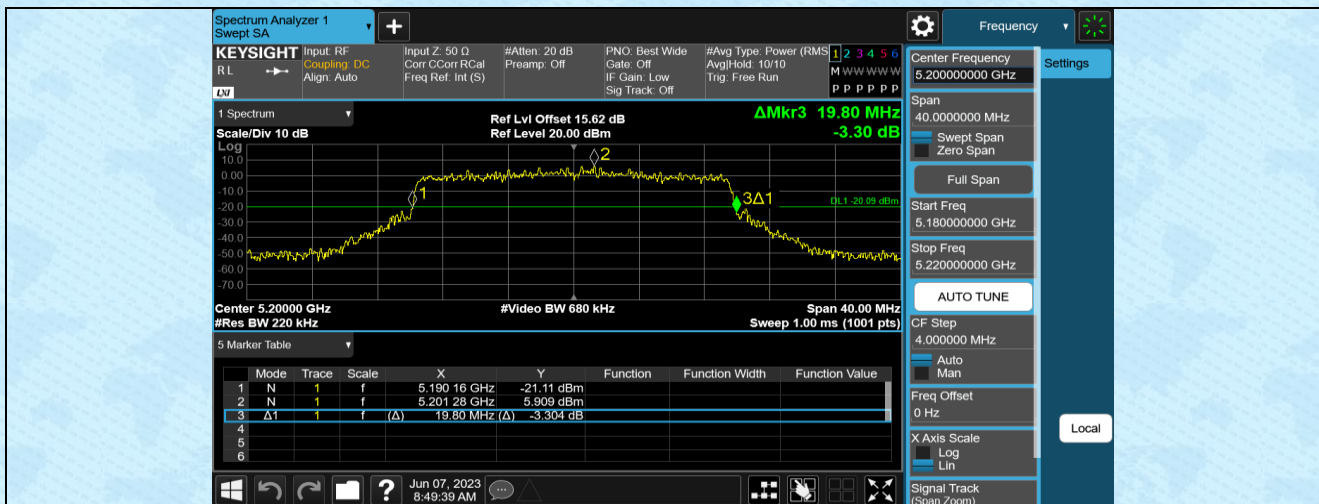 Spectrum Analyzer 1
Swept SA
+
Frequency
KEYSIGHT
R L
LXI
Input: RF
Coupling: DC
Align: Auto
Input Z: 50 Ω
Corr CCorr RCal
Freq Ref: Int (S)
#Atten: 20 dB
Preamp: Off
PNO: Best Wide
Gate: Off
IF Gain: Low
Sig Track: Off
#Avg Type: Power (RMS
Avg|Hold: 10/10
Trig: Free Run
1 2 3 4 5 6
M W W W W W
P P P P P P
1 Spectrum
Scale/Div 10 dB
Ref Lvl Offset 15.62 dB
Ref Level 20.00 dBm
ΔMkr3 19.80 MHz
-3.30 dB
Log
10.0
0.00
-10.0
-20.0
-30.0
-40.0
-50.0
-60.0
-70.0
2
1
3Δ1
DL1 -20.09 dBm
Center 5.20000 GHz
#Video BW 680 kHz
Span 40.00 MHz
#Res BW 220 kHz
Sweep 1.00 ms (1001 pts)
5 Marker Table
Mode Trace Scale X Y Function Function Width Function Value
1 N 1 f 5.190 16 GHz -21.11 dBm
2 N 1 f 5.201 28 GHz 5.909 dBm
3 Δ1 1 f (Δ) 19.80 MHz (Δ) -3.304 dB
4
5
6
?
Jun 07, 2023
8:49:39 AM
Center Frequency
5.200000000 GHz
Settings
Span
40.0000000 MHz
Swept Span
Zero Span
Full Span
Start Freq
5.180000000 GHz
Stop Freq
5.220000000 GHz
AUTO TUNE
CF Step
4.000000 MHz
Auto
Man
Freq Offset
0 Hz
X Axis Scale
Log
Lin
Local
Signal Track
(Span Zoom)